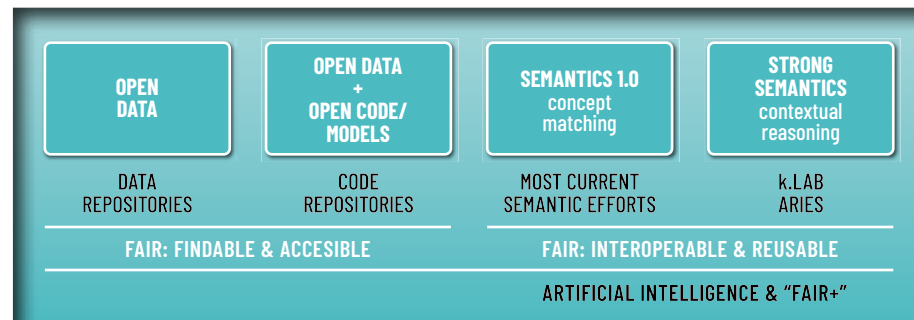 OPEN
DATA
OPEN DATA
+
OPEN CODE/
MODELS
SEMANTICS 1.0
concept
matching
STRONG
SEMANTICS
contextual
reasoning
DATA
REPOSITORIES
CODE
REPOSITORIES
MOST CURRENT
SEMANTIC EFFORTS
k.LAB
ARIES
FAIR: FINDABLE & ACCESIBLE
FAIR: INTEROPERABLE & REUSABLE
ARTIFICIAL INTELLIGENCE & “FAIR+”